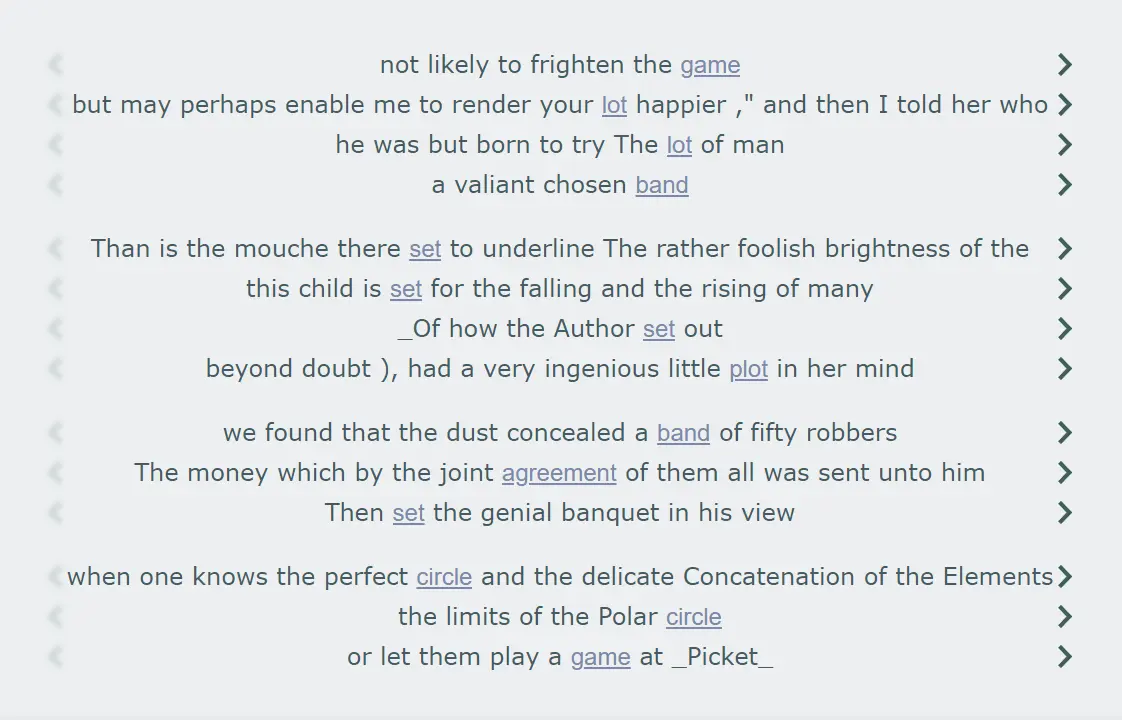 not likely to frighten the game
but may perhaps enable me to render your lot happier ," and then I told her who
he was but born to try The lot of man
a valiant chosen band
Than is the mouche there set to underline The rather foolish brightness of the
this child is set for the falling and the rising of many
_Of how the Author set out
beyond doubt ), had a very ingenious little plot in her mind
we found that the dust concealed a band of fifty robbers
The money which by the joint agreement of them all was sent unto him
Then set the genial banquet in his view
when one knows the perfect circle and the delicate Concatenation of the Elements
the limits of the Polar circle
or let them play a game at _Picket_